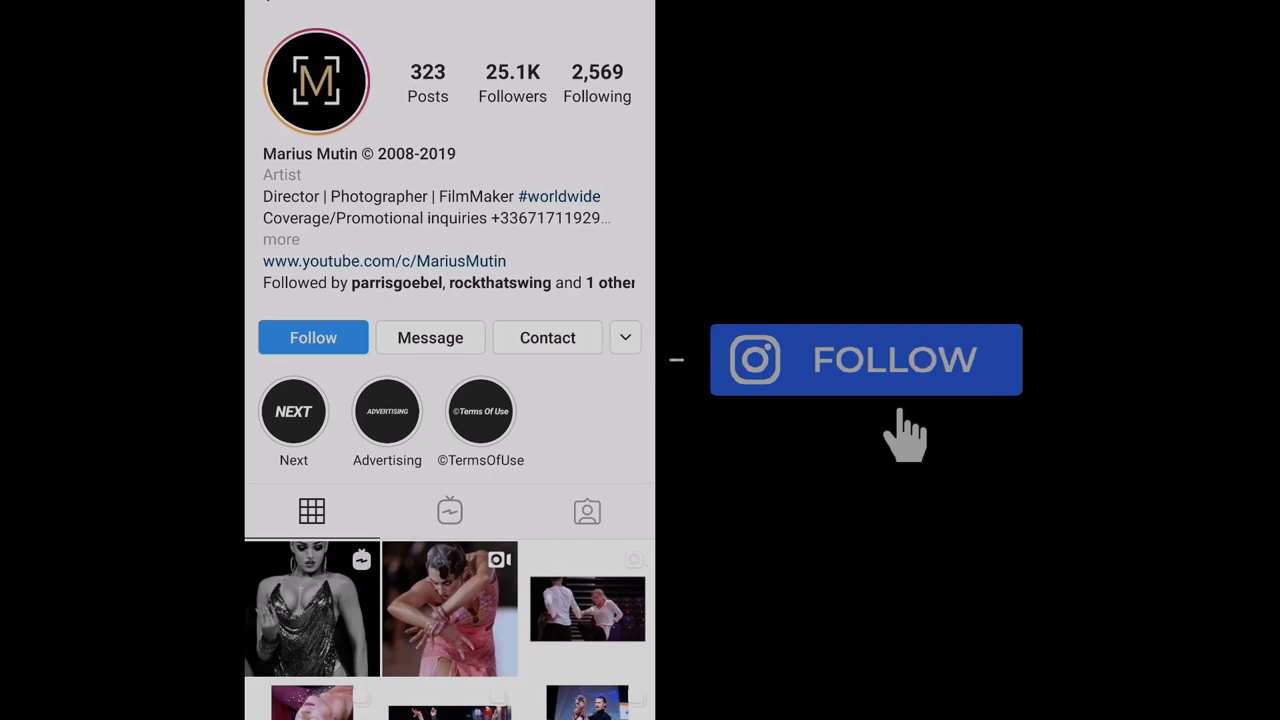 M
323 25.1K 2,569
Posts Followers Following
Marius Mutin © 2008-2019
Artist
Director | Photographer | FilmMaker #worldwide
Coverage/Promotional inquiries +33671711929…
more
www.youtube.com/c/MariusMutin
Followed by parrisgoebel, rockthatswing and 1 other
Follow Message Contact
– FOLLOW
NEXT ADVERTISING ©Terms Of Use
Next Advertising ©TermsOfUse